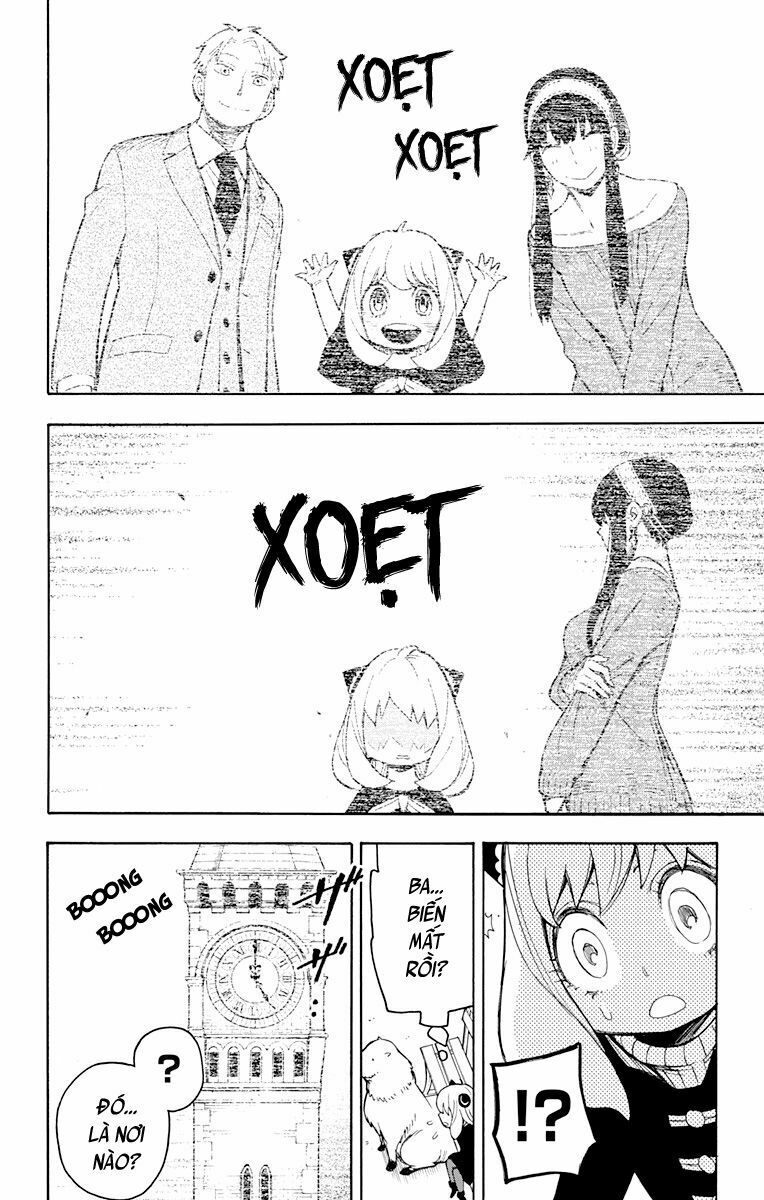 XOẸT
XOẸT
XOẸT
!?
BA...
BIẾN
MẤT
RỒI?
BOOONG
BOOONG
?
ĐÓ...
LÀ NƠI
NÀO?